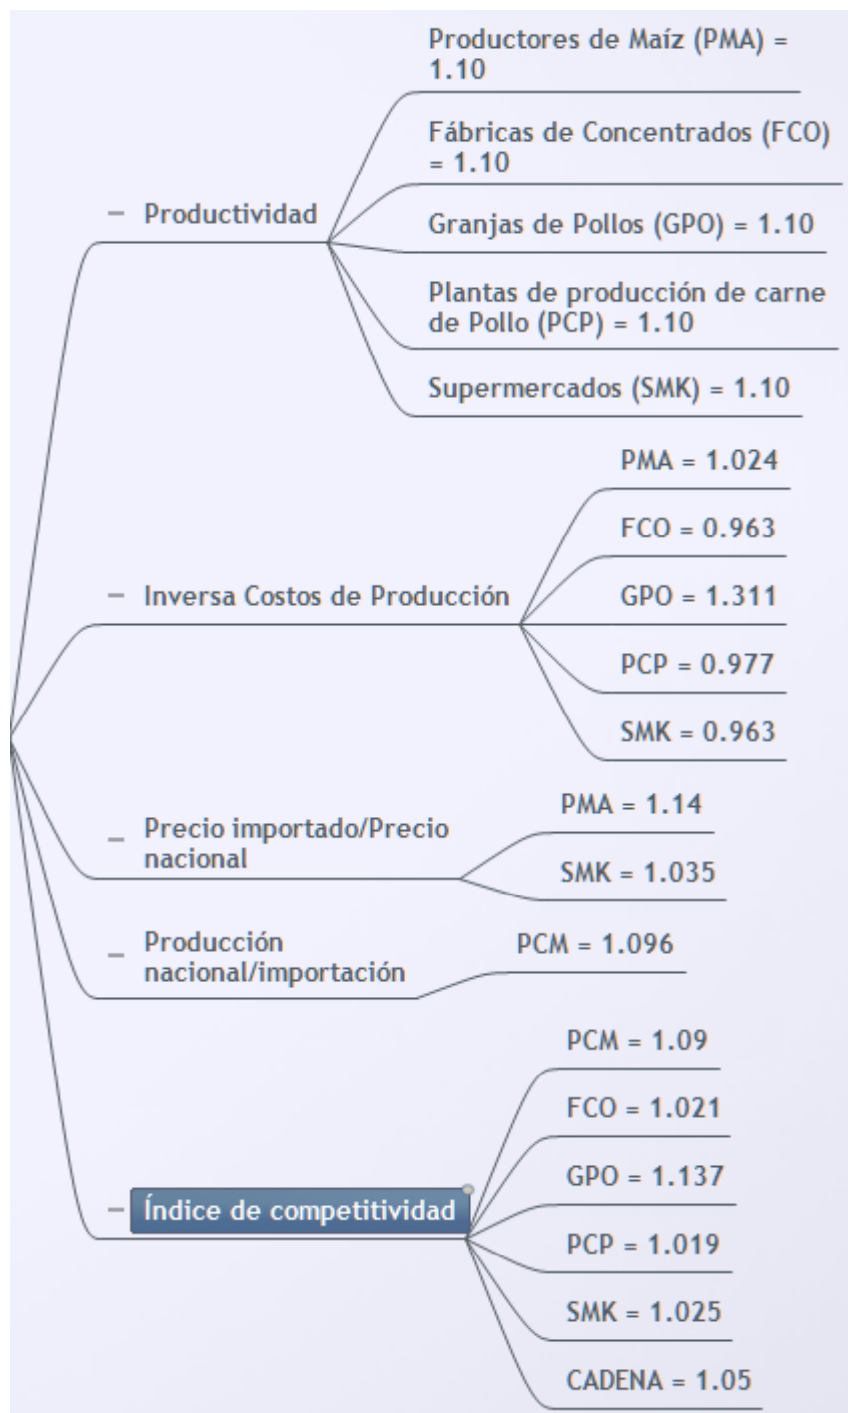 Productores de Maíz (PMA) =
1.10
Fábricas de Concentrados (FCO)
= 1.10
Productividad
Granjas de Pollos (GPO) = 1.10
Plantas de producción de carne
de Pollo (PCP) = 1.10
Supermercados (SMK) = 1.10
PMA = 1.024
FCO = 0.963
Inversa Costos de Producción
GPO = 1.311
PCP = 0.977
SMK = 0.963
Precio importado/Precio
nacional
PMA = 1.14
SMK = 1.035
Producción
nacional/importación
PCM = 1.096
PCM = 1.09
FCO = 1.021
GPO = 1.137
Índice de competitividad
PCP = 1.019
SMK = 1.025
CADENA = 1.05